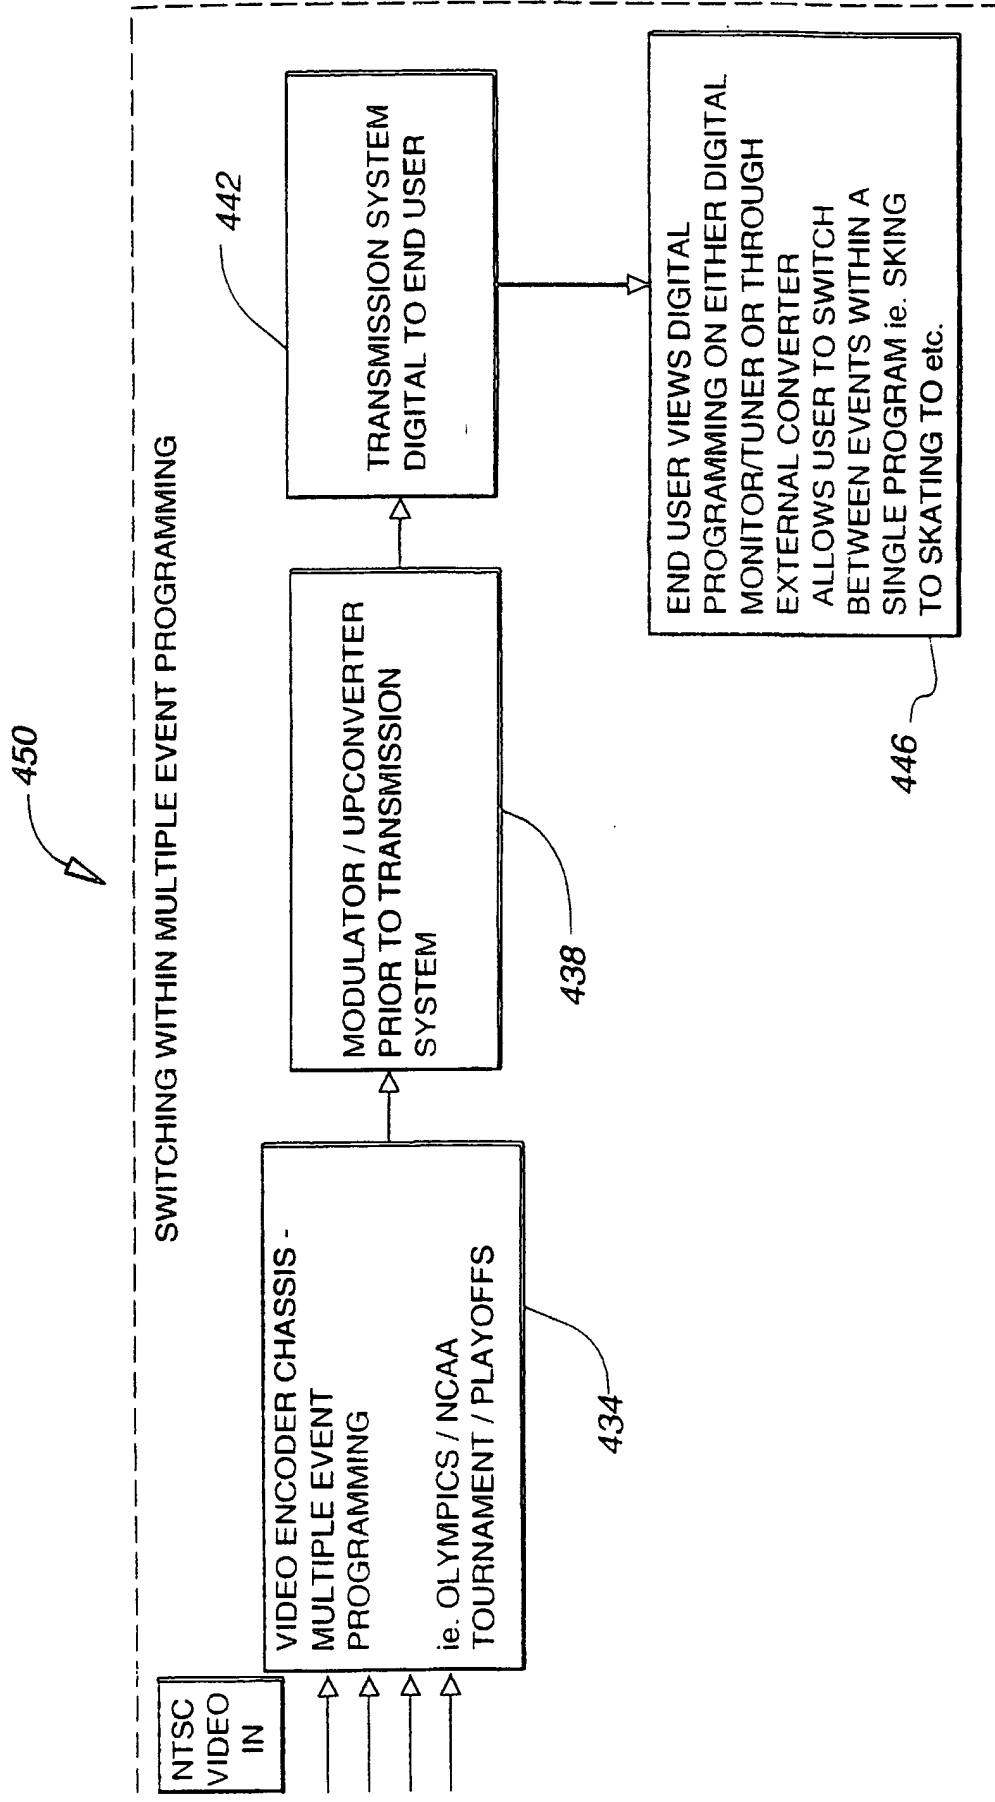 450
SWITCHING WITHIN MULTIPLE EVENT PROGRAMMING
NTSC
VIDEO
IN
VIDEO ENCODER CHASSIS -
MULTIPLE EVENT
PROGRAMMING
ie. OLYMPICS / NCAA
TOURNAMENT / PLAYOFFS
434
MODULATOR / UPCONVERTER
PRIOR TO TRANSMISSION
SYSTEM
438
442
TRANSMISSION SYSTEM
DIGITAL TO END USER
END USER VIEWS DIGITAL
PROGRAMMING ON EITHER DIGITAL
MONITOR/TUNER OR THROUGH
EXTERNAL CONVERTER
ALLOWS USER TO SWITCH
BETWEEN EVENTS WITHIN A
SINGLE PROGRAM ie. SKING
TO SKATING TO etc.
446